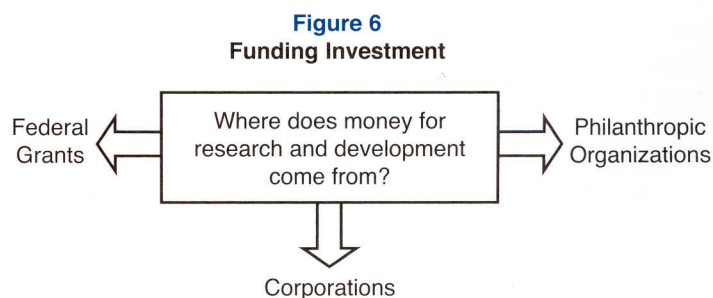 Figure 6
Funding Investment
Federal
Grants
Where does money for
research and development
come from?
Philanthropic
Organizations
Corporations